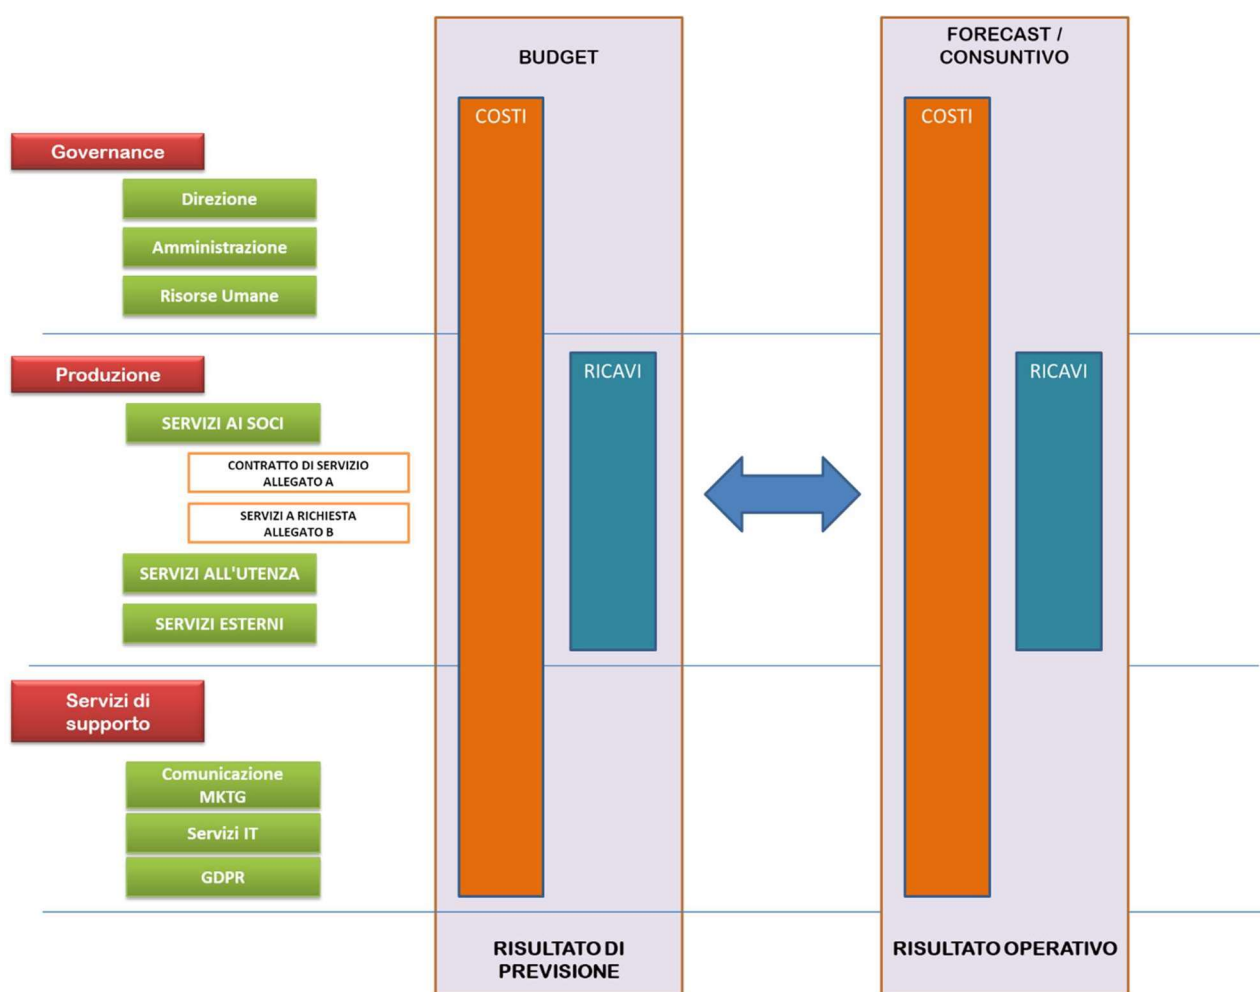 BUDGET
FORECAST /
CONSUNTIVO
COSTI
COSTI
Governance
Direzione
Amministrazione
Risorse Umane
RICAVI
RICAVI
Produzione
SERVIZI AI SOCI
CONTRATTO DI SERVIZIO
ALLEGATO A
SERVIZI A RICHIESTA
ALLEGATO B
SERVIZI ALL'UTENZA
SERVIZI ESTERNI
Servizi di
supporto
Comunicazione
MKTG
Servizi IT
GDPR
RISULTATO DI
PREVISIONE
RISULTATO OPERATIVO